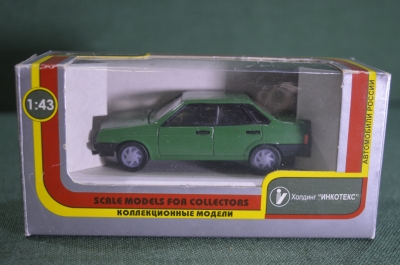 1:43
SCALE MODELS FOR COLLECTORS
КОЛЛЕКЦИОННЫЕ МОДЕЛИ
Холдинг "ИНКОТЕКС"
АВТОМОБИЛИ РОССИИ